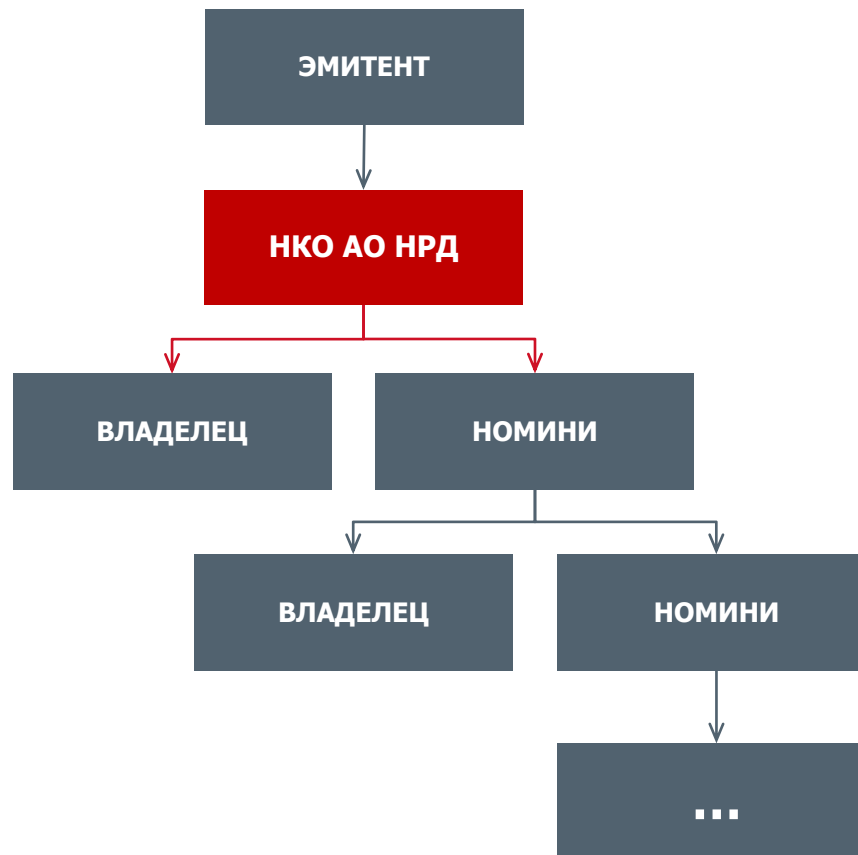 ЭМИТЕНТ
НКО АО НРД
ВЛАДЕЛЕЦ
НОМИНИ
ВЛАДЕЛЕЦ
НОМИНИ
...